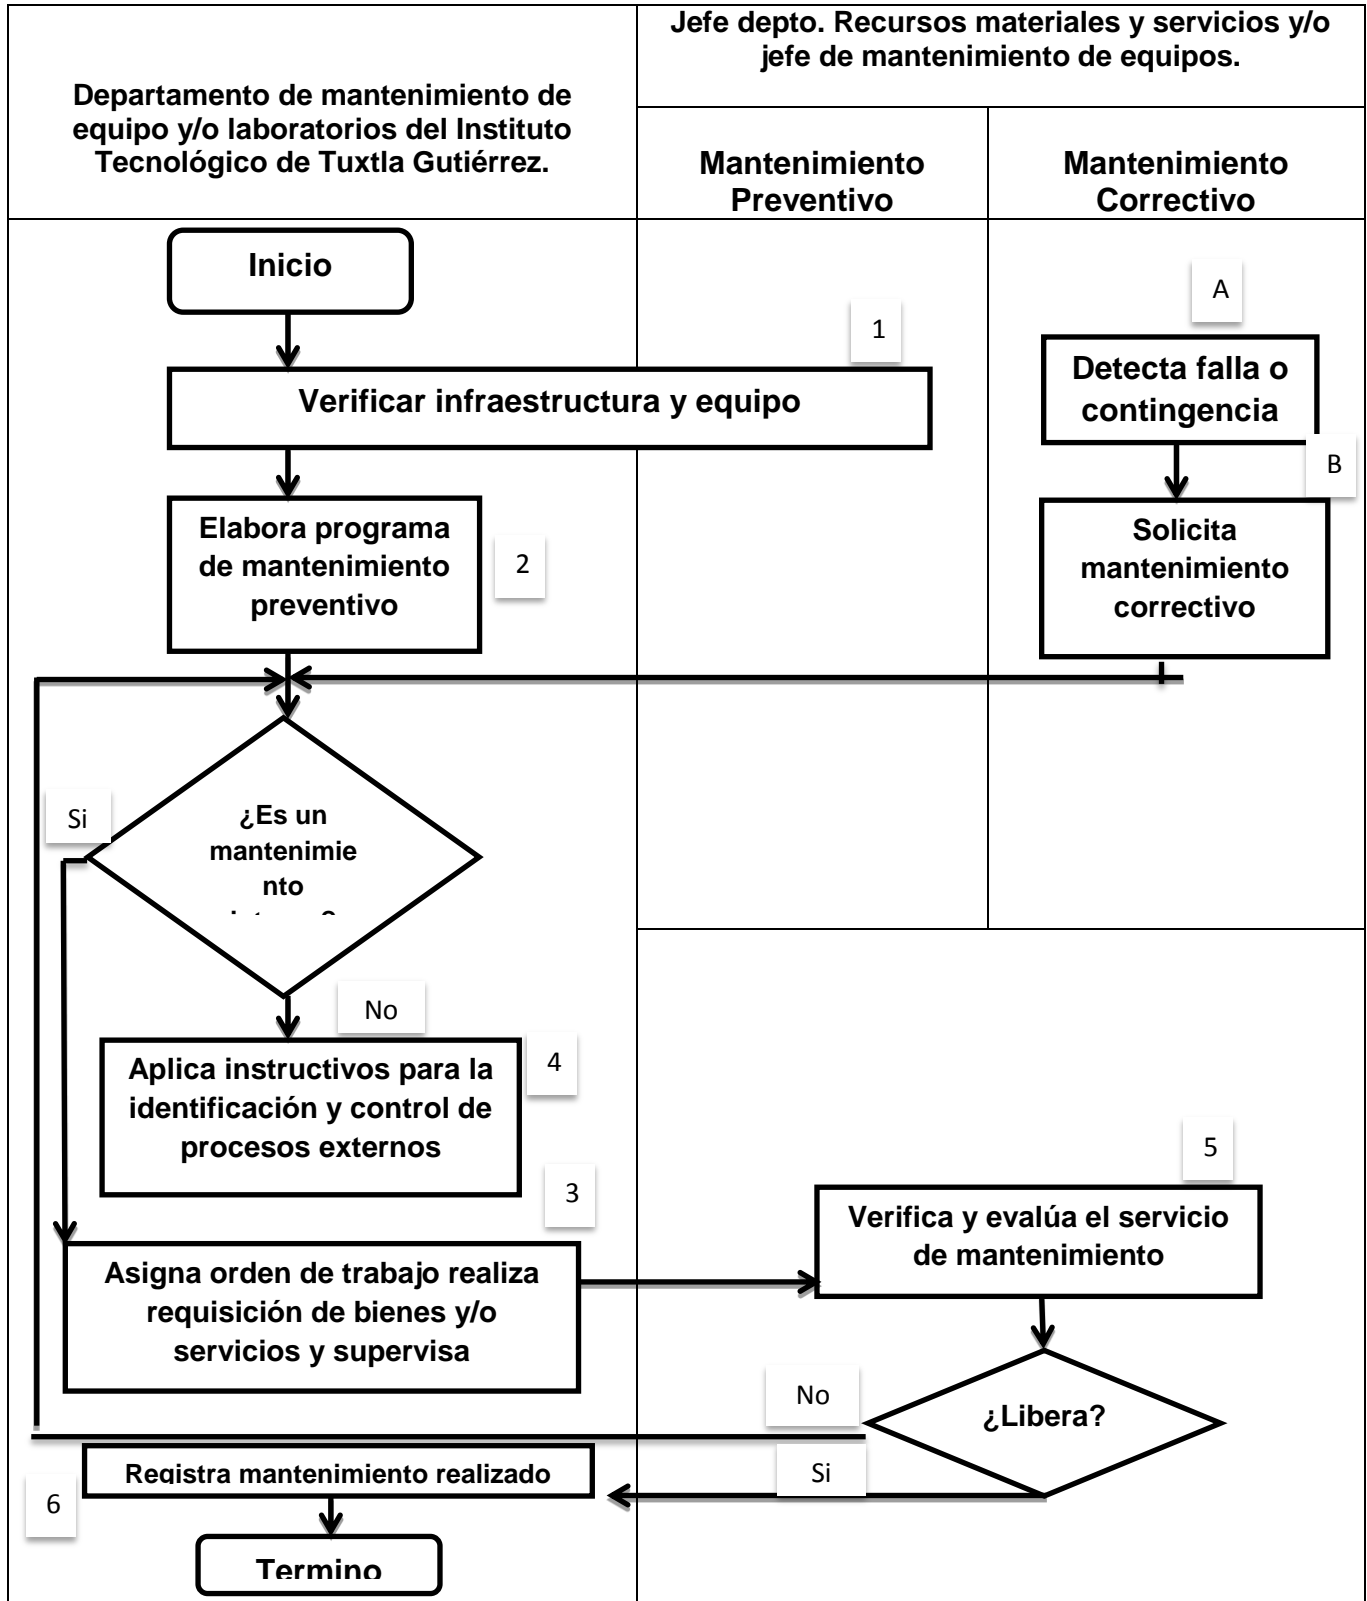 Jefe depto. Recursos materiales y servicios y/o
jefe de mantenimiento de equipos.
Departamento de mantenimiento de
equipo y/o laboratorios del Instituto
Tecnológico de Tuxtla Gutiérrez.
Mantenimiento
Preventivo
Mantenimiento
Correctivo
Inicio
1
Verificar infraestructura y equipo
A
Detecta falla o
contingencia
B
Elabora programa
de mantenimiento
preventivo
2
Solicita
mantenimiento
correctivo
Si
¿Es un
mantenimie
nto
No
4
Aplica instructivos para la
identificación y control de
procesos externos
3
Asigna orden de trabajo realiza
requisición de bienes y/o
servicios y supervisa
5
Verifica y evalúa el servicio
de mantenimiento
No
¿Libera?
Si
Registra mantenimiento realizado
6
Termino